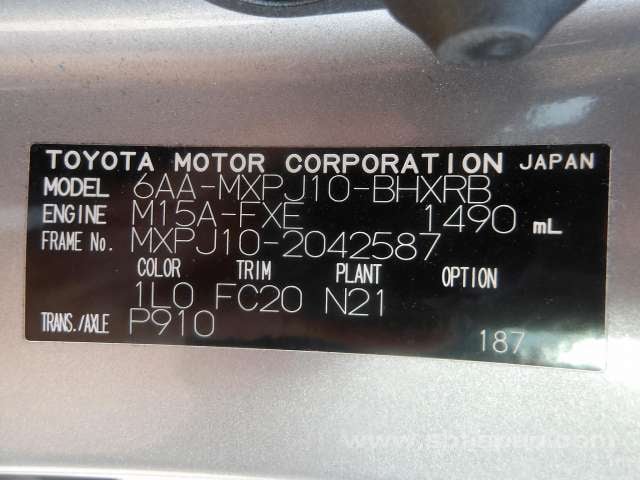 TOYOTA MOTOR CORPORATION JAPAN
MODEL 6AA-MXPJ10-BHXRB
ENGINE M15A-FXE 1490 mL
FRAME No. MXPJ10-2042587
COLOR TRIM PLANT OPTION
1L0 FC20 N21
TRANS./AXLE P910
187